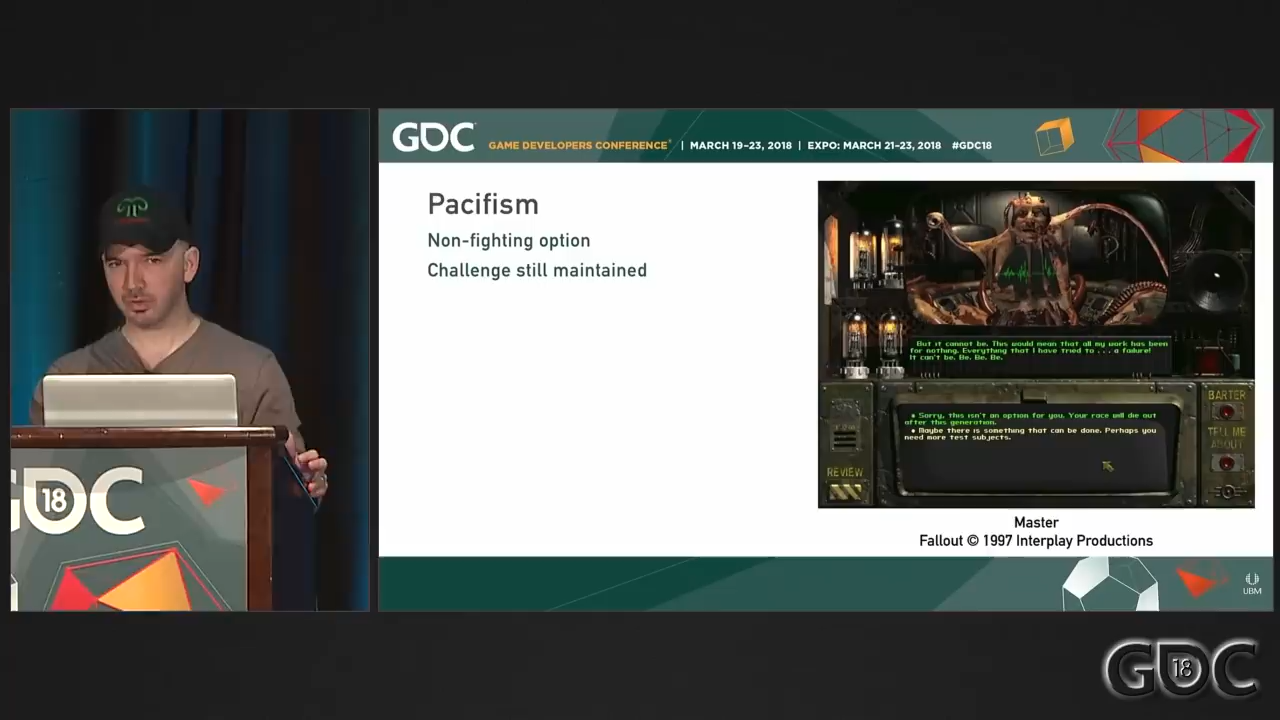 GDC
GAME DEVELOPERS CONFERENCE | MARCH 19–23, 2018 | EXPO: MARCH 21–23, 2018 #GDC18
Pacifism
Non-fighting option
Challenge still maintained
But it cannot be. This would mean that all my work has been
for nothing. Everything that I have tried to . . . a failure!
It can't be. Be. Be. Be.
Sorry, this isn't an option for you. Your race will die out
after this generation.
Maybe there is something that can be done. Perhaps you
need more test subjects.
BARTER
TELL ME
ABOUT
REVIEW
Master
Fallout © 1997 Interplay Productions
UBM
GDC
18
GDC
18